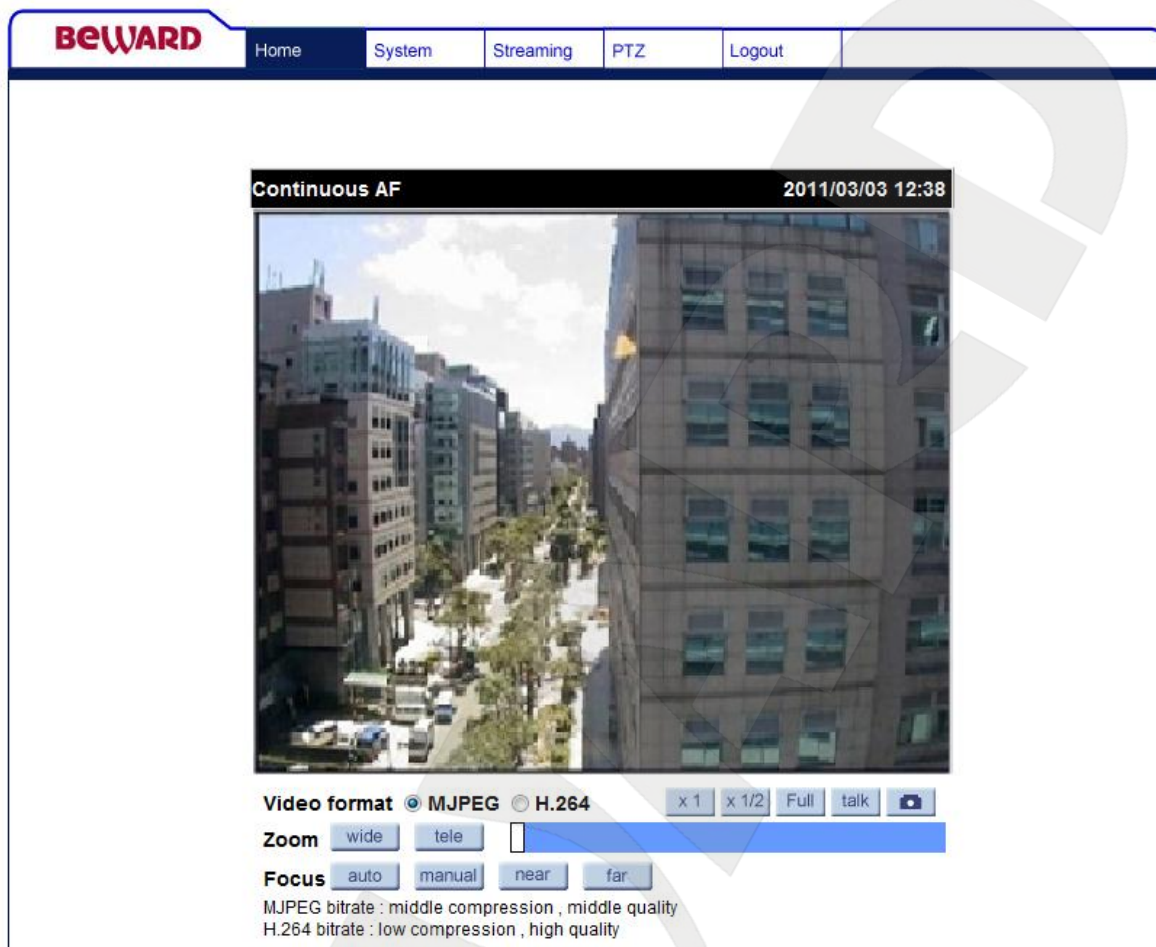 BEWARD
Home System Streaming PTZ Logout
Continuous AF 2011/03/03 12:38
Video format MJPEG H.264 x 1 x 1/2 Full talk
Zoom wide tele
Focus auto manual near far
MJPEG bitrate : middle compression , middle quality
H.264 bitrate : low compression , high quality